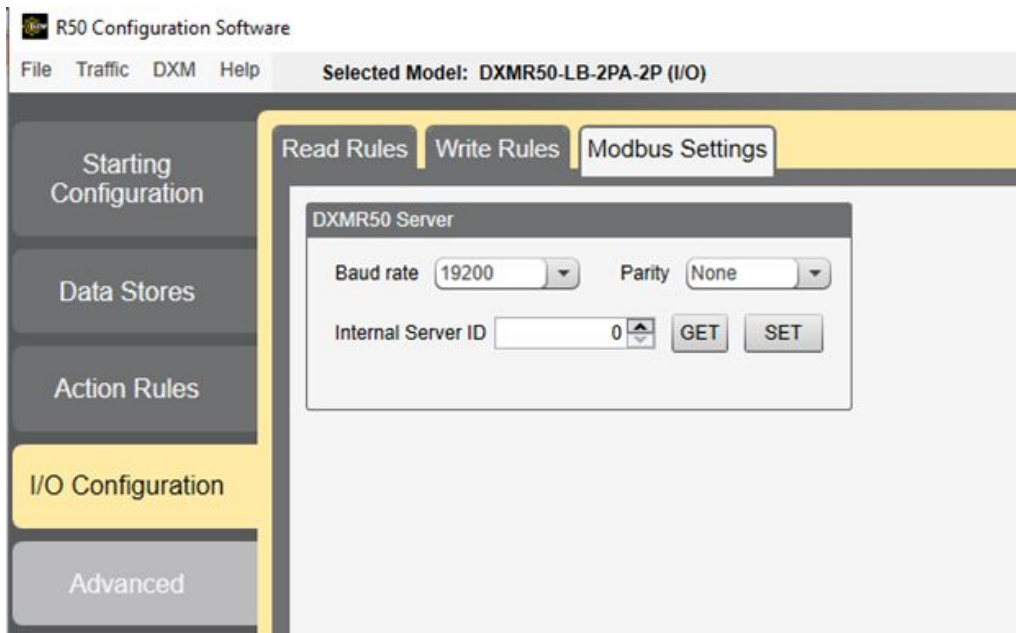 R50 Configuration Software
File Traffic DXM Help Selected Model: DXMR50-LB-2PA-2P (I/O)
Starting
Configuration
Data Stores
Action Rules
I/O Configuration
Advanced
Read Rules Write Rules Modbus Settings
DXMR50 Server
Baud rate 19200 Parity None
Internal Server ID 0 GET SET